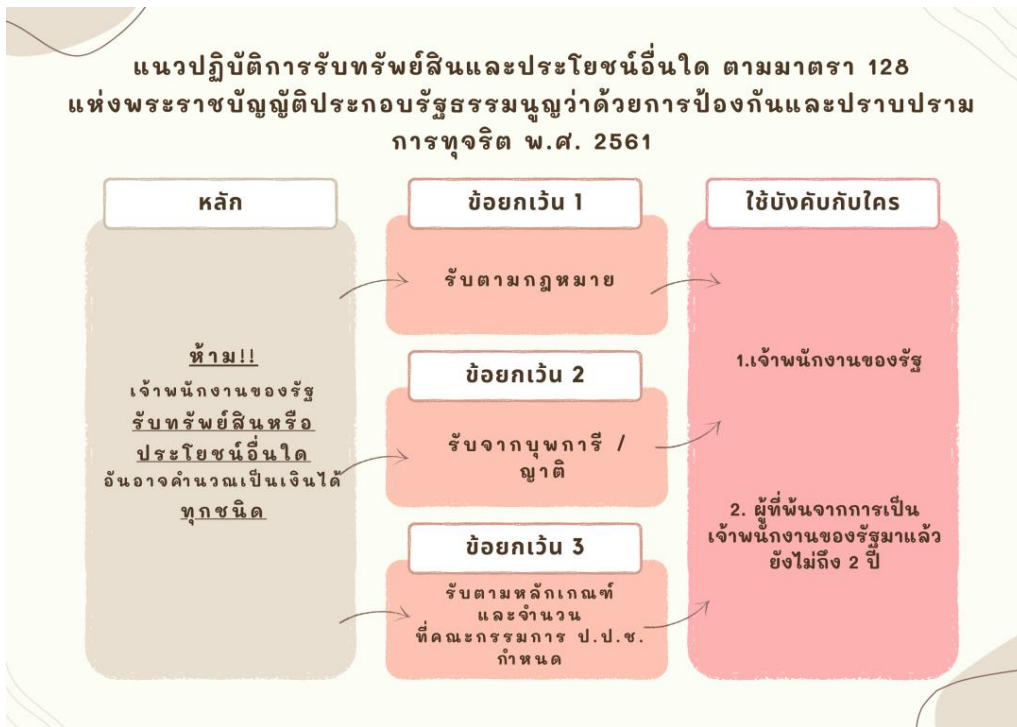 แนวปฏิบัติการรับทรัพย์สินและประโยชน์อื่นใด ตามมาตรา 128
แห่งพระราชบัญญัติประกอบรัฐธรรมนูญว่าด้วยการป้องกันและปราบปราม
การทุจริต พ.ศ. 2561
หลัก
ห้าม!!
เจ้าพนักงานของรัฐ
รับทรัพย์สินหรือ
ประโยชน์อื่นใด
อันอาจคำนวณเป็นเงินได้
ทุกชนิด
ข้อยกเว้น 1
รับตามกฎหมาย
ข้อยกเว้น 2
รับจากบุพการี /
ญาติ
ข้อยกเว้น 3
รับตามหลักเกณฑ์
และจำนวน
ที่คณะกรรมการ ป.ป.ช.
กำหนด
ใช้บังคับกับใคร
1.เจ้าพนักงานของรัฐ
2. ผู้ที่พ้นจากการเป็น
เจ้าพนักงานของรัฐมาแล้ว
ยังไม่ถึง 2 ปี